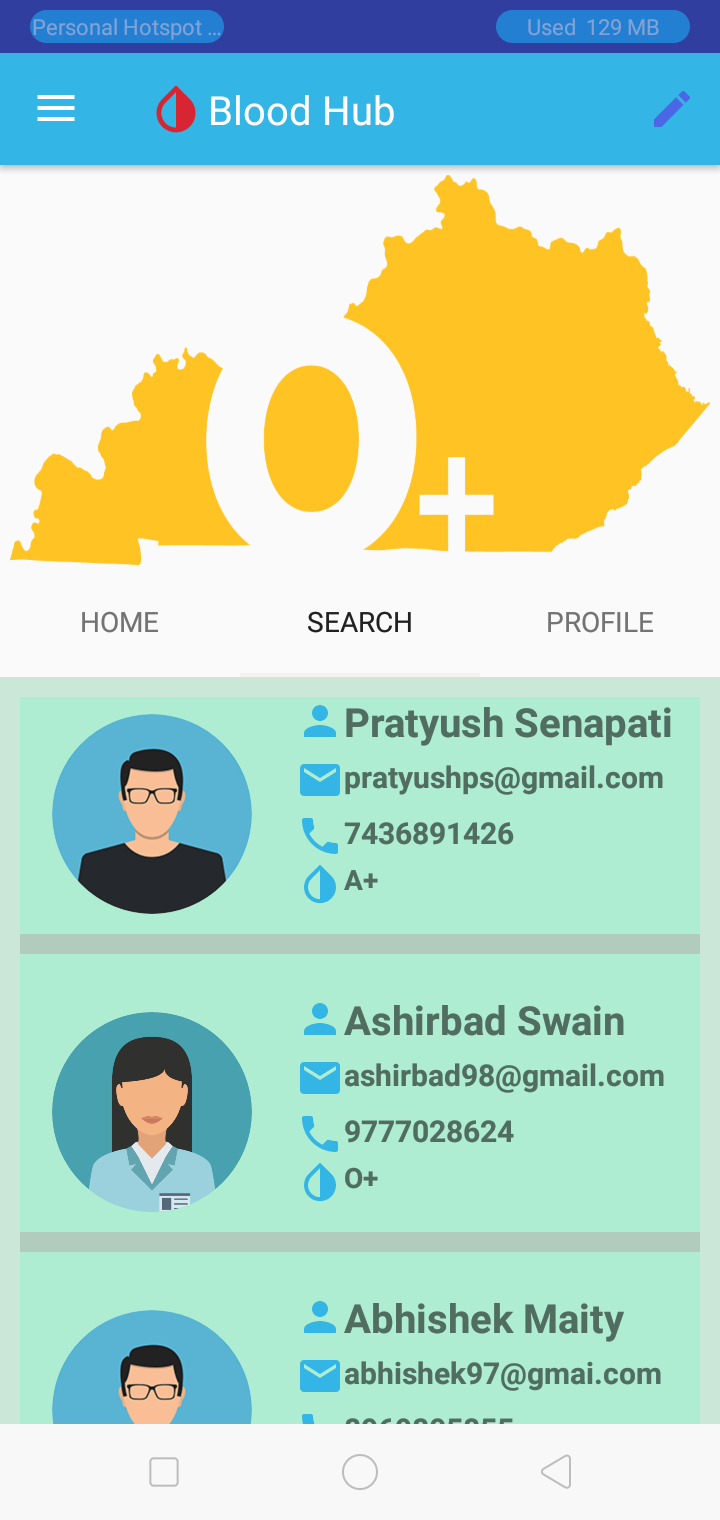 Personal Hotspot ...
Used 129 MB
Blood Hub
O+
HOME SEARCH PROFILE
Pratyush Senapati
pratyushps@gmail.com
7436891426
A+
Ashirbad Swain
ashirbad98@gmail.com
9777028624
O+
Abhishek Maity
abhishek97@gmai.com